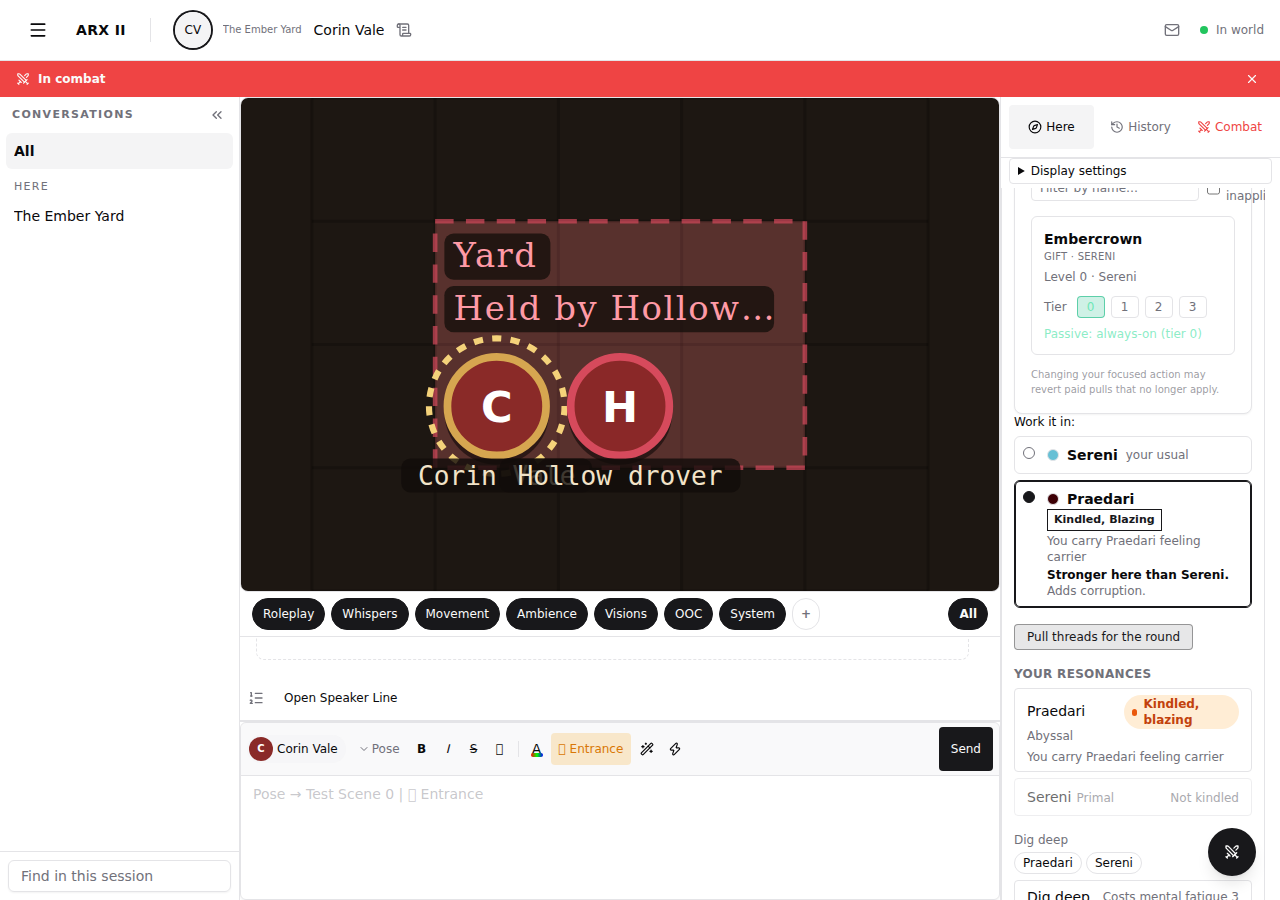 ARX II
CV
The Ember Yard
Corin Vale
In world
In combat
CONVERSATIONS
All
HERE
The Ember Yard
Find in this session
Yard
Held by Hollow...
C
H
Corin
Hollow drover
Roleplay
Whispers
Movement
Ambience
Visions
OOC
System
+
All
Open Speaker Line
C
Corin Vale
Pose
B
I
S
A
Entrance
Send
Pose → Test Scene 0 | Entrance
Here
History
Combat
Display settings
Filter by name...
inappli
Embercrown
GIFT · SERENI
Level 0 · Sereni
Tier 0 1 2 3
Passive: always-on (tier 0)
Changing your focused action may
revert paid pulls that no longer apply.
Work it in:
Sereni your usual
Praedari
Kindled, Blazing
You carry Praedari feeling
carrier
Stronger here than Sereni.
Adds corruption.
Pull threads for the round
YOUR RESONANCES
Praedari
Kindled,
blazing
Abyssal
You carry Praedari feeling carrier
Sereni Primal Not kindled
Dig deep
Praedari Sereni
Dig deep Costs mental fatigue 3